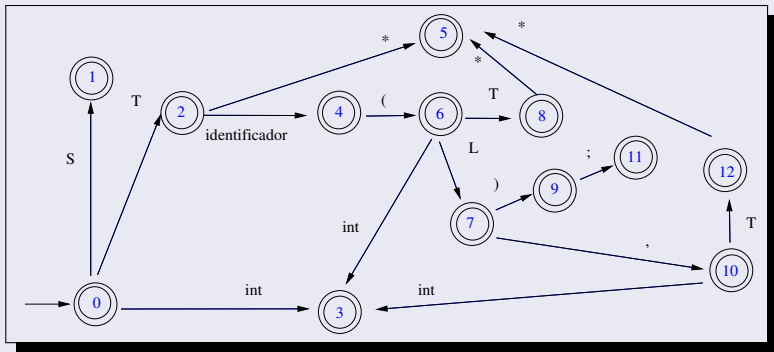 *
5
*
1
*
T
2
4
(
6
T
8
identificador
S
L
;
11
)
9
12
int
7
,
T
10
int
int
0
3